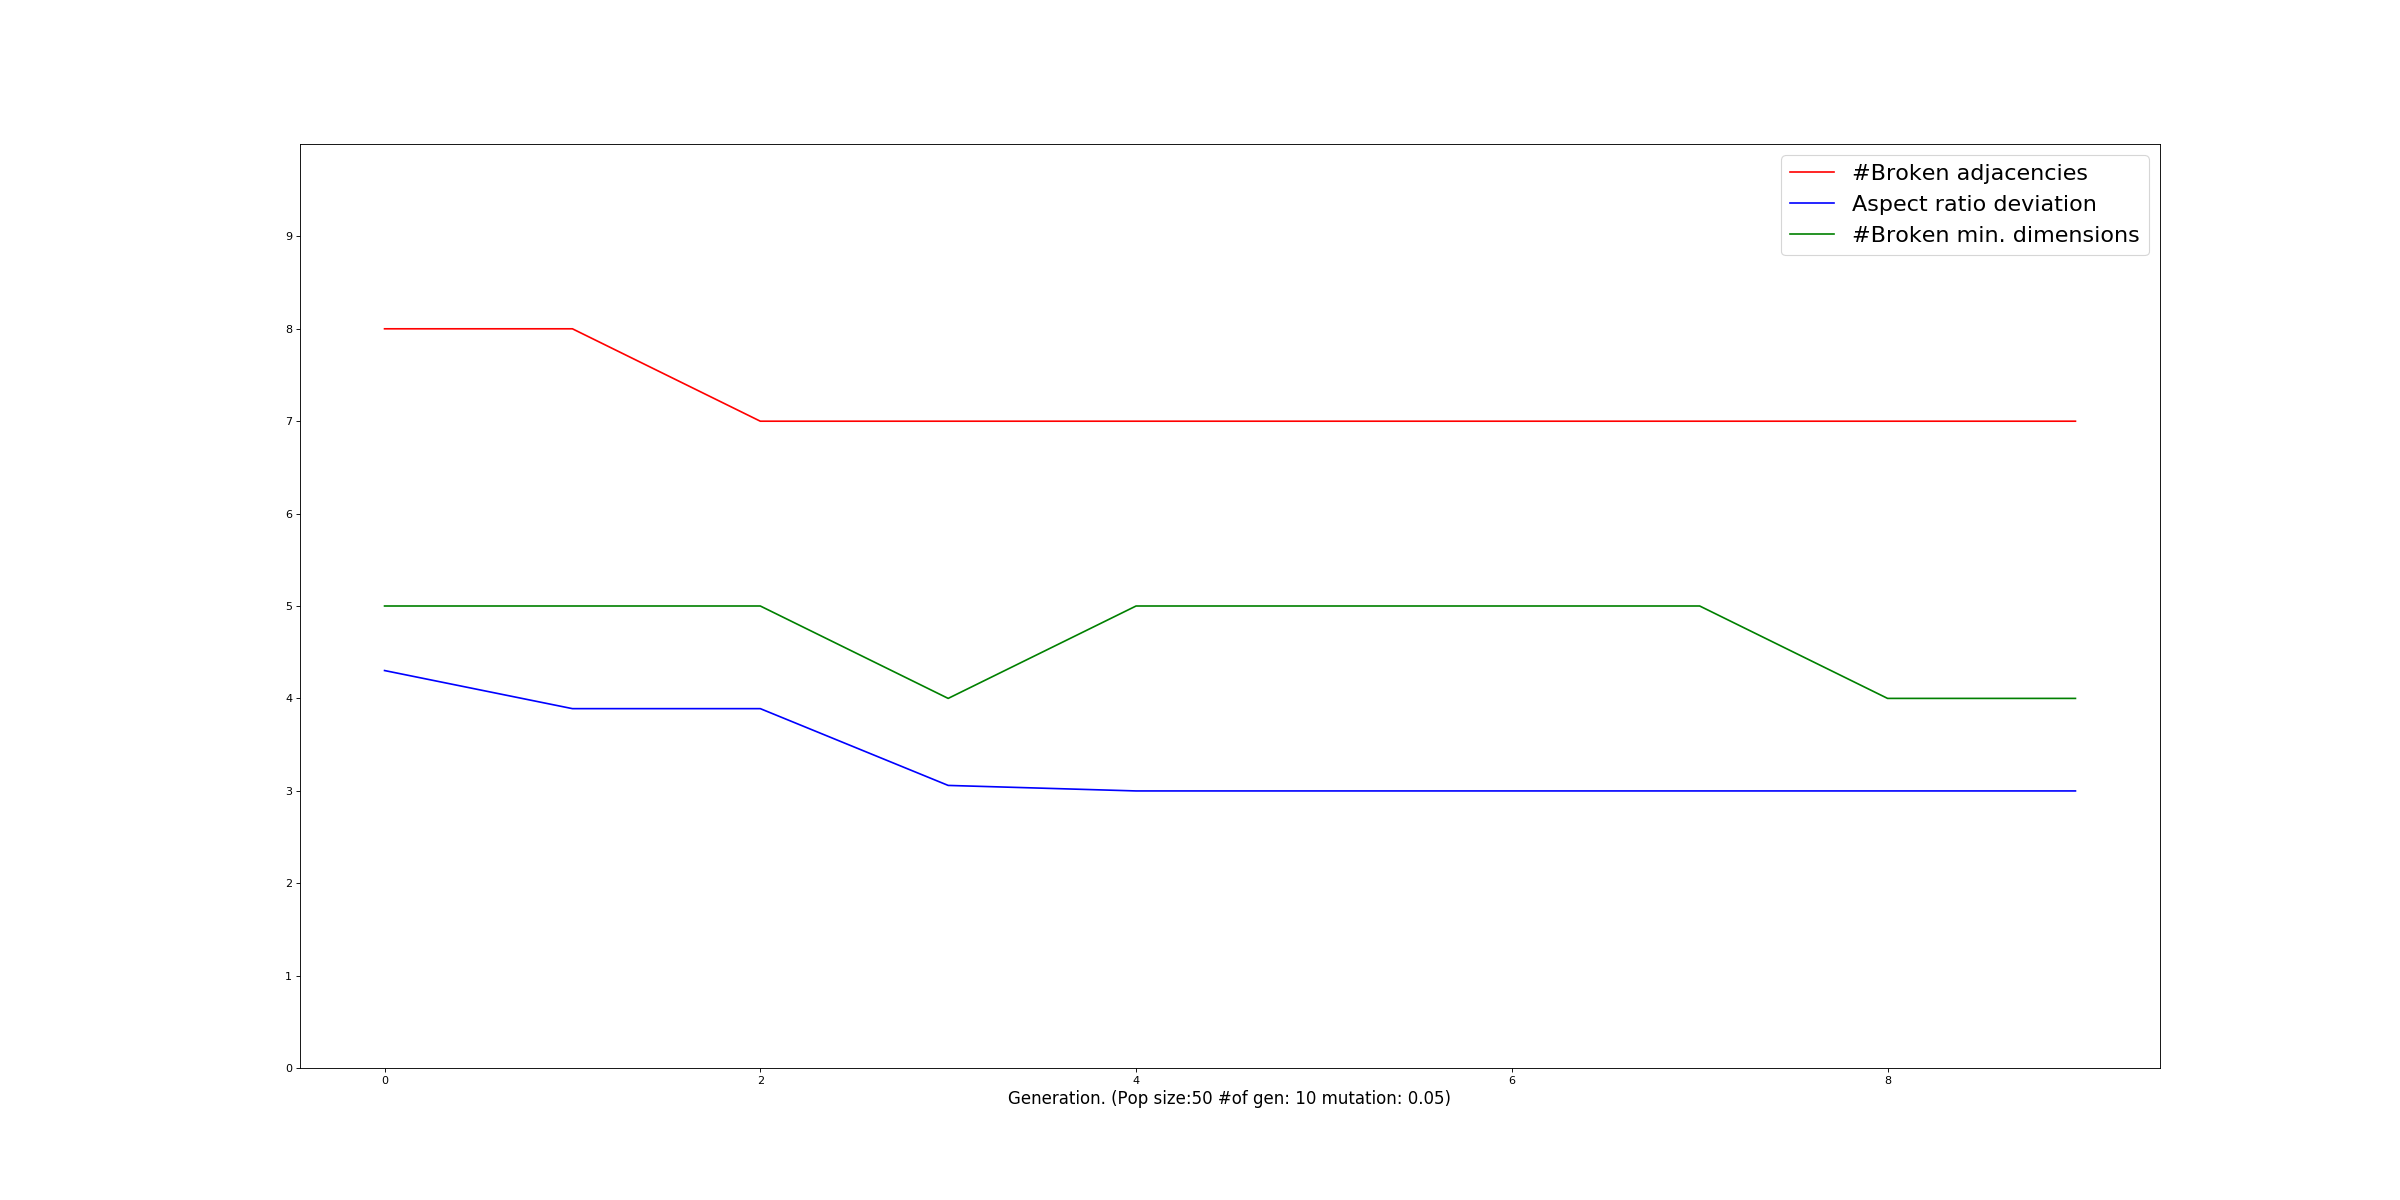 #Broken adjacencies
Aspect ratio deviation
#Broken min. dimensions
9
8
7
6
5
4
3
2
1
0
0 2 4 6 8
Generation. (Pop size:50 #of gen: 10 mutation: 0.05)